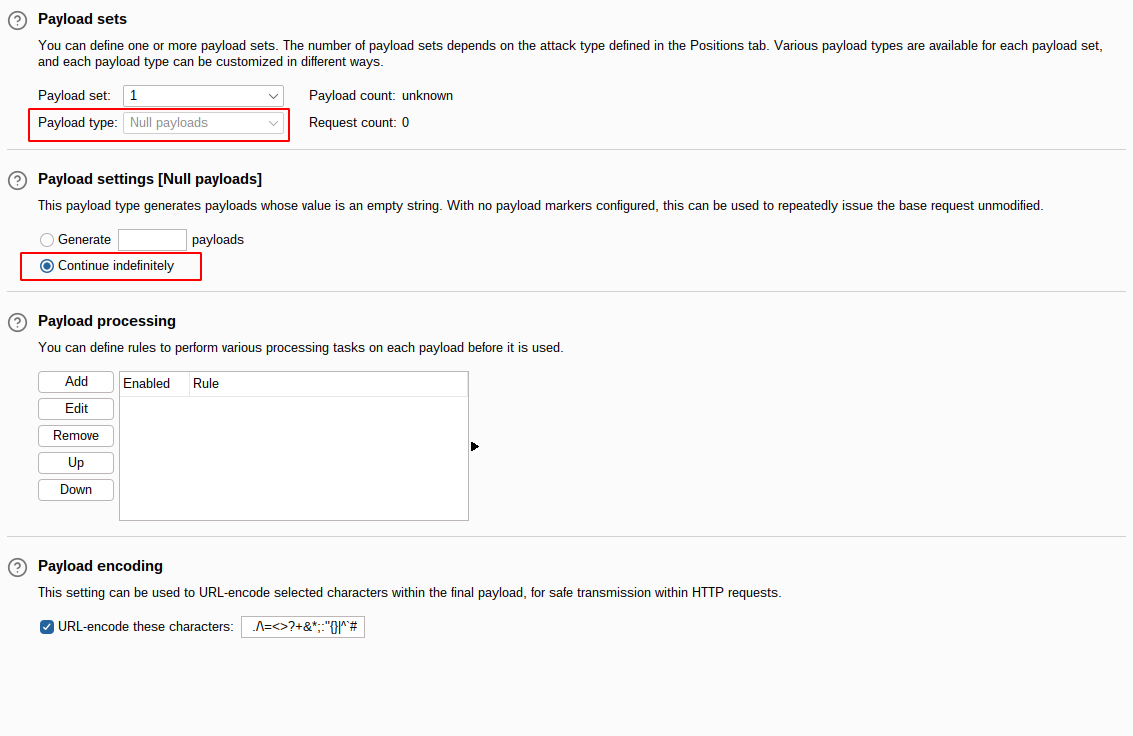 Payload sets
You can define one or more payload sets. The number of payload sets depends on the attack type defined in the Positions tab. Various payload types are available for each payload set,
and each payload type can be customized in different ways.
Payload set: 1 Payload count: unknown
Payload type: Null payloads Request count: 0
Payload settings [Null payloads]
This payload type generates payloads whose value is an empty string. With no payload markers configured, this can be used to repeatedly issue the base request unmodified.
Generate payloads
Continue indefinitely
Payload processing
You can define rules to perform various processing tasks on each payload before it is used.
Add Enabled Rule
Edit
Remove
Up
Down
Payload encoding
This setting can be used to URL-encode selected characters within the final payload, for safe transmission within HTTP requests.
URL-encode these characters: ./\=<>?+&*;:"{}|^`#